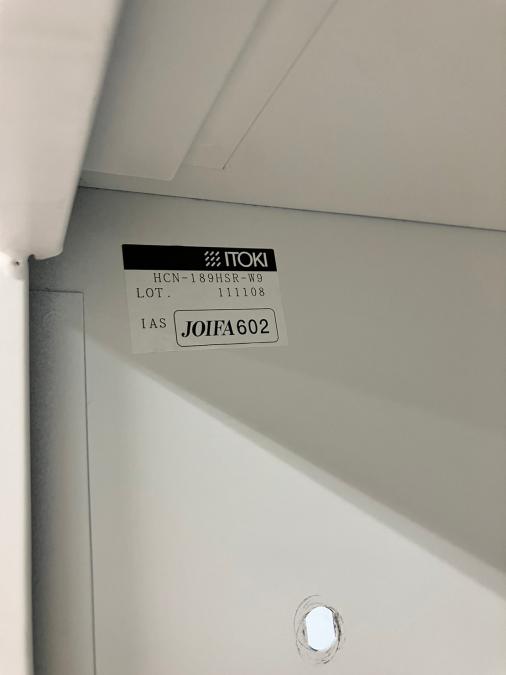 ITOKI
HCN-189HSR-W9
LOT. 111108
IAS JOIFA602